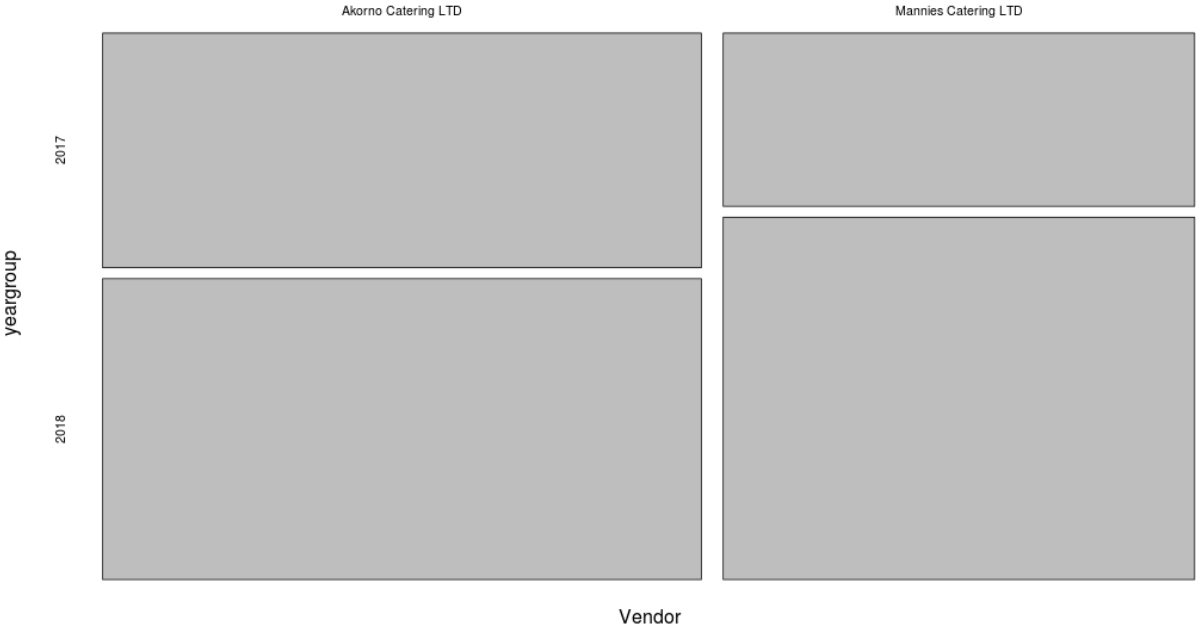 Akorno Catering LTD
Mannies Catering LTD
2017
yeargroup
2018
Vendor